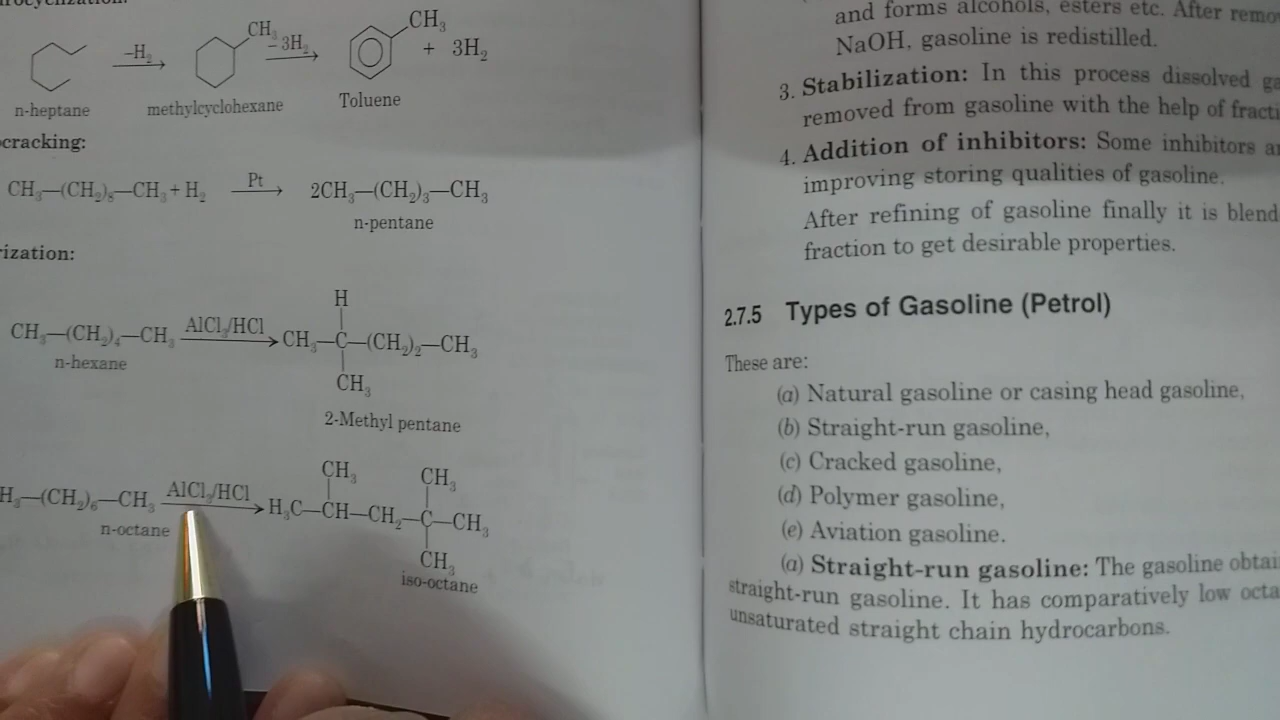 CH₃
–H₂
CH₃
– 3H₂
+ 3H₂
n-heptane
methylcyclohexane
Toluene
cracking:
CH₃—(CH₂)₈—CH₃ + H₂ Pt 2CH₃—(CH₂)₃—CH₃
n-pentane
rization:
H
CH₃—(CH₂)₄—CH₃ AlCl₃/HCl CH₃—C—(CH₂)₂—CH₃
n-hexane
CH₃
2-Methyl pentane
CH₃
CH₃
H₃—(CH₂)₆—CH₃ AlCl₃/HCl H₃C—CH—CH₂—C—CH₃
n-octane
CH₃
iso-octane
and forms alcohols, esters etc. After remo
NaOH, gasoline is redistilled.
3. Stabilization: In this process dissolved ga
removed from gasoline with the help of fract
4. Addition of inhibitors: Some inhibitors a
improving storing qualities of gasoline.
After refining of gasoline finally it is blend
fraction to get desirable properties.
2.7.5 Types of Gasoline (Petrol)
These are:
(a) Natural gasoline or casing head gasoline,
(b) Straight-run gasoline,
(c) Cracked gasoline,
(d) Polymer gasoline,
(e) Aviation gasoline.
(a) Straight-run gasoline: The gasoline obtai
straight-run gasoline. It has comparatively low octa
unsaturated straight chain hydrocarbons.